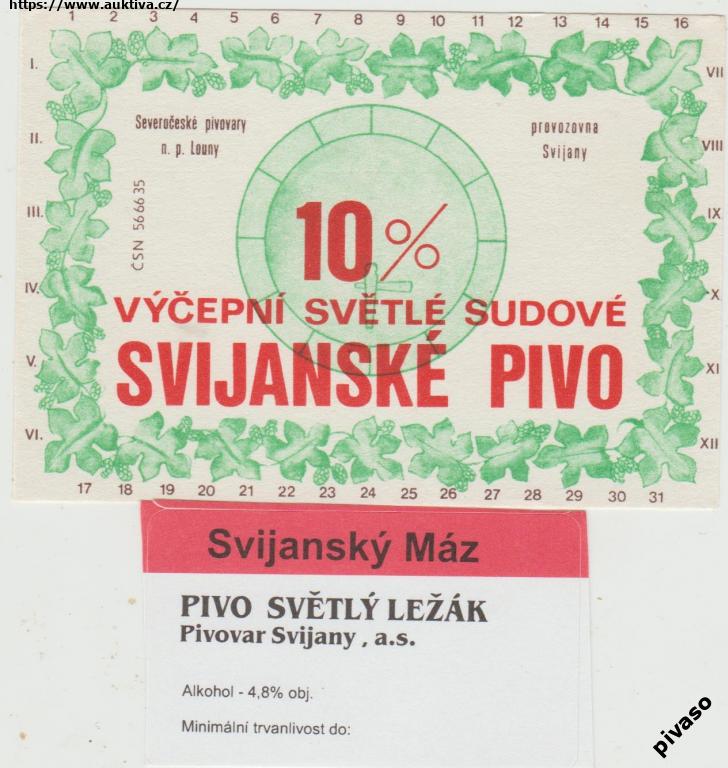 https://www.auktiva.cz/
1 2 3 4 5 6 7 8 9 10 11 12 13 14 15 16
I. VII
Severočeské pivovary
n. p. Louny
provozovna
Svijany
II. VIII
ČSN 566635
III. IX
10%
IV. X
VÝČEPNÍ SVĚTLÉ SUDOVÉ
SVIJANSKÉ PIVO
V. XI
VI. XII
17 18 19 20 21 22 23 24 25 26 27 28 29 30 31
Svijanský Máz
PIVO SVĚTLÝ LEŽÁK
Pivovar Svijany , a.s.
Alkohol - 4,8% obj.
Minimální trvanlivost do:
pivaso